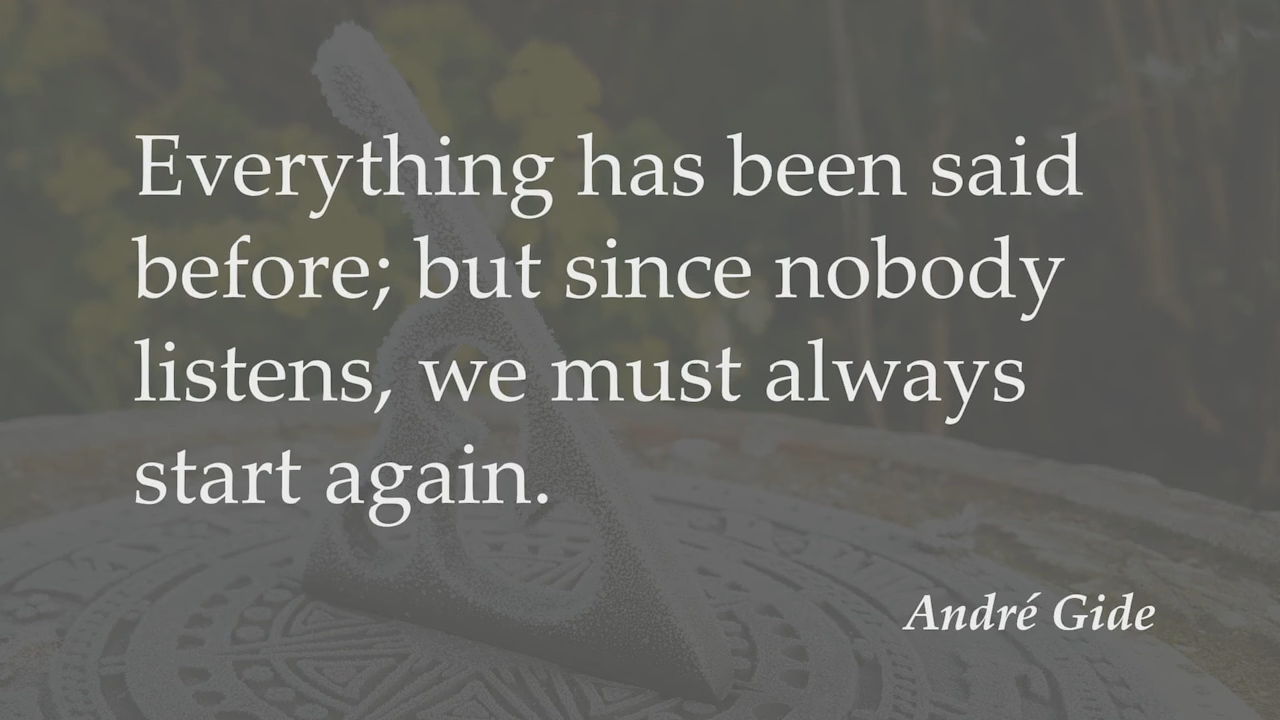 Everything has been said
before; but since nobody
listens, we must always
start again.
André Gide